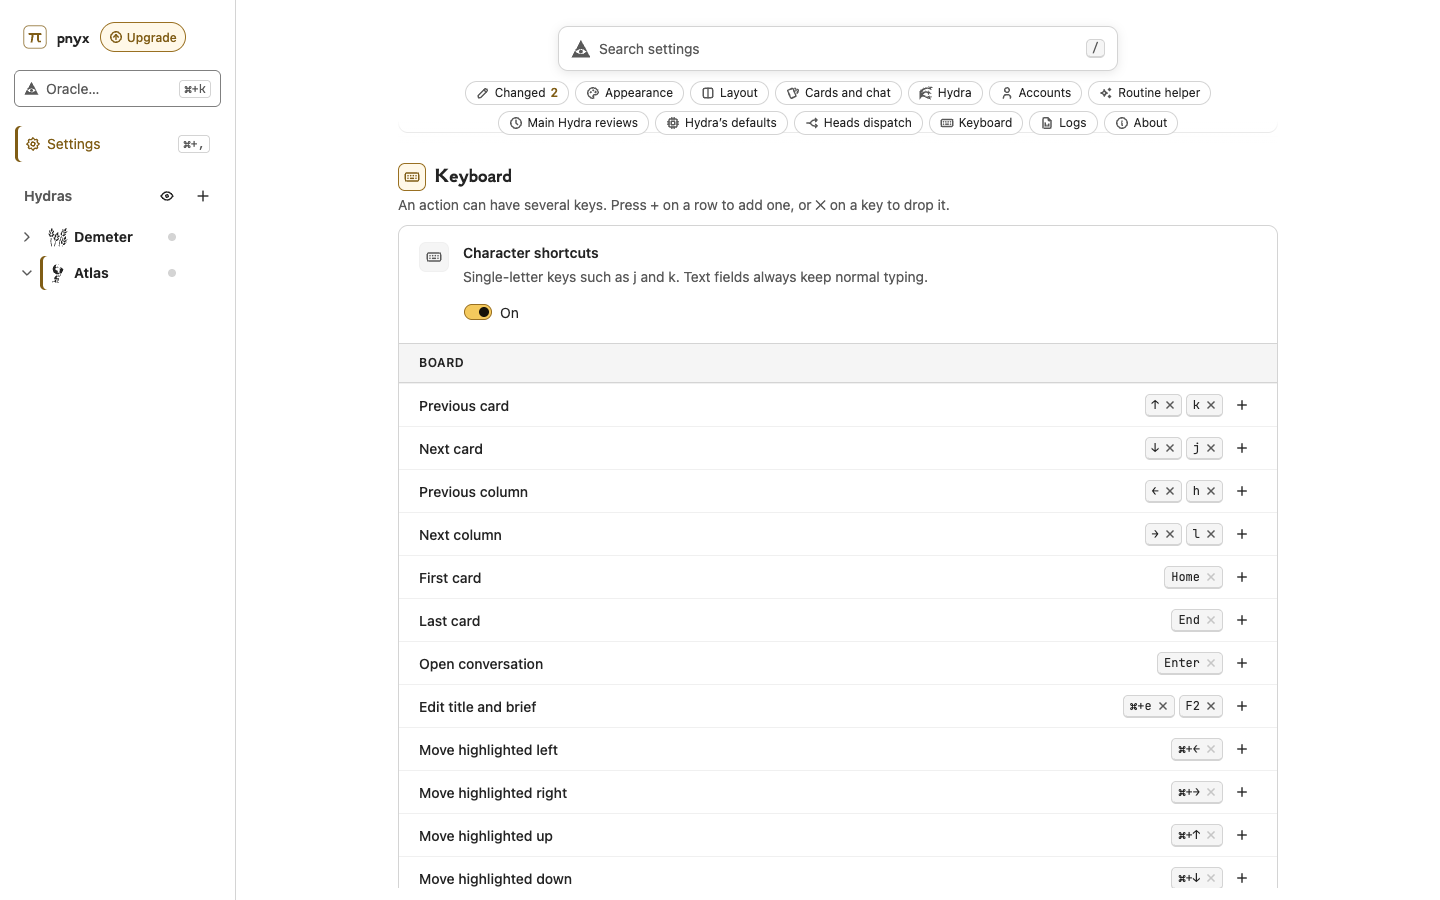 π pnyx Upgrade
Oracle... ⌘+K
Settings ⌘+,
Hydras
Demeter
Atlas
Search settings /
Changed 2 Appearance Layout Cards and chat Hydra Accounts Routine helper
Main Hydra reviews Hydra's defaults Heads dispatch Keyboard Logs About
Keyboard
An action can have several keys. Press + on a row to add one, or ✕ on a key to drop it.
Character shortcuts
Single-letter keys such as j and k. Text fields always keep normal typing.
On
BOARD
Previous card ↑ ✕ k ✕ +
Next card ↓ ✕ j ✕ +
Previous column ← ✕ h ✕ +
Next column → ✕ l ✕ +
First card Home ✕ +
Last card End ✕ +
Open conversation Enter ✕ +
Edit title and brief ⌘+e ✕ F2 ✕ +
Move highlighted left ⌘+← ✕ +
Move highlighted right ⌘+→ ✕ +
Move highlighted up ⌘+↑ ✕ +
Move highlighted down ⌘+↓ ✕ +